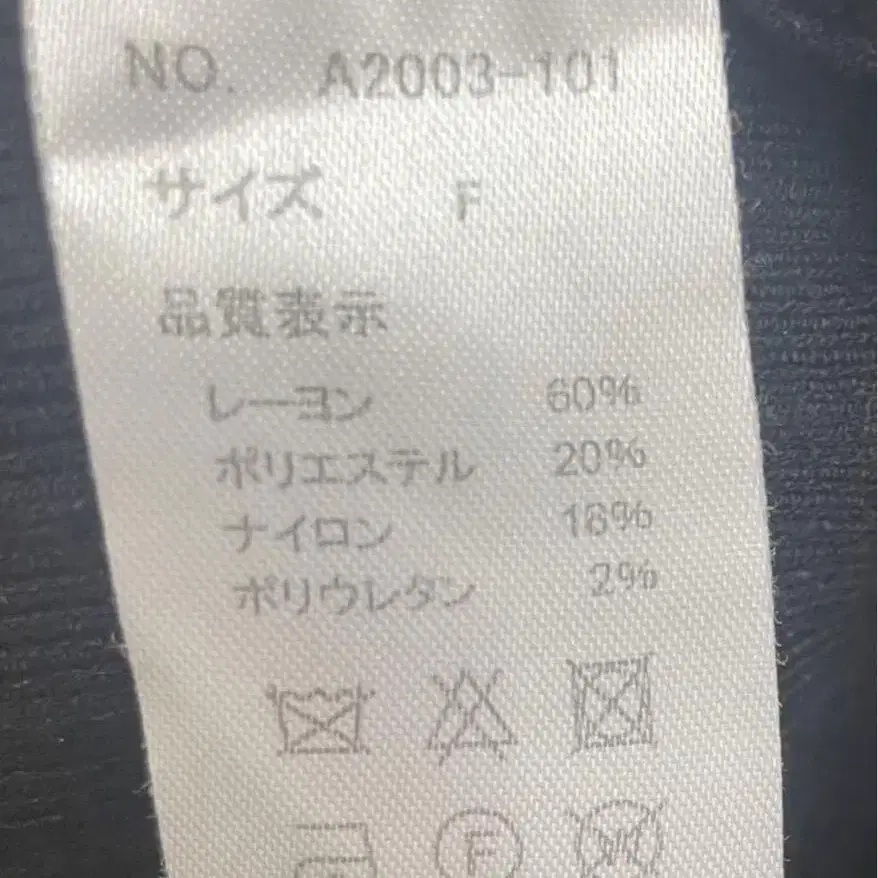 NO. A2003-101
サイズ F
品質表示
レーヨン 60%
ポリエステル 20%
ナイロン 18%
ポリウレタン 2%
F